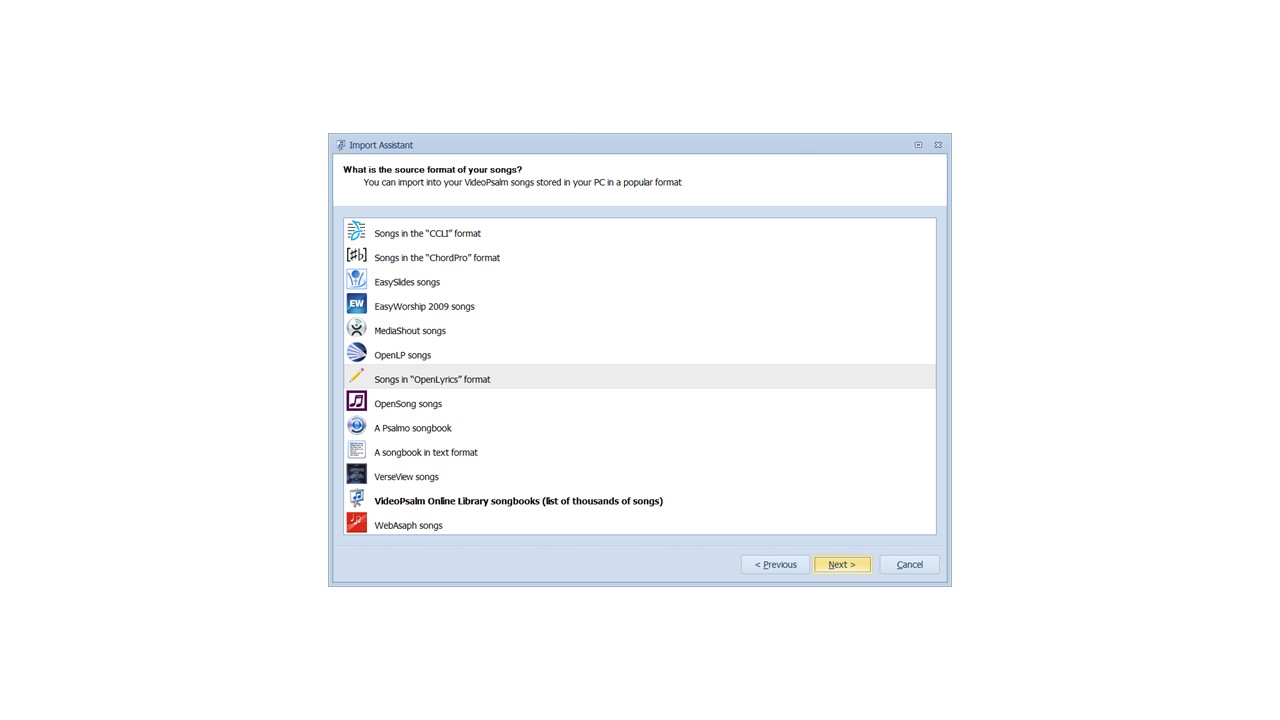 Import Assistant
What is the source format of your songs?
You can import into your VideoPsalm songs stored in your PC in a popular format
Songs in the “CCLI” format
[♯♭] Songs in the “ChordPro” format
EasySlides songs
EW EasyWorship 2009 songs
MediaShout songs
OpenLP songs
Songs in “OpenLyrics” format
OpenSong songs
A Psalmo songbook
A songbook in text format
VerseView songs
VideoPsalm Online Library songbooks (list of thousands of songs)
WebAsaph songs
< Previous Next > Cancel